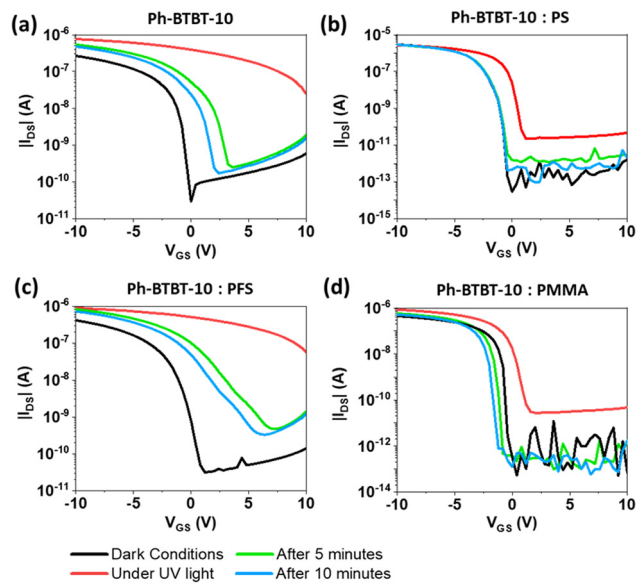 (a) Ph-BTBT-10
10⁻⁶
10⁻⁷
10⁻⁸
10⁻⁹
10⁻¹⁰
10⁻¹¹
|I_DS| (A)
-10 -5 0 5 10
V_GS (V)
(b) Ph-BTBT-10 : PS
10⁻⁵
10⁻⁷
10⁻⁹
10⁻¹¹
10⁻¹³
10⁻¹⁵
|I_DS| (A)
-10 -5 0 5 10
V_GS (V)
(c) Ph-BTBT-10 : PFS
10⁻⁶
10⁻⁷
10⁻⁸
10⁻⁹
10⁻¹⁰
10⁻¹¹
|I_DS| (A)
-10 -5 0 5 10
V_GS (V)
(d) Ph-BTBT-10 : PMMA
10⁻⁶
10⁻⁸
10⁻¹⁰
10⁻¹²
10⁻¹⁴
|I_DS| (A)
-10 -5 0 5 10
V_GS (V)
Dark Conditions After 5 minutes
Under UV light After 10 minutes